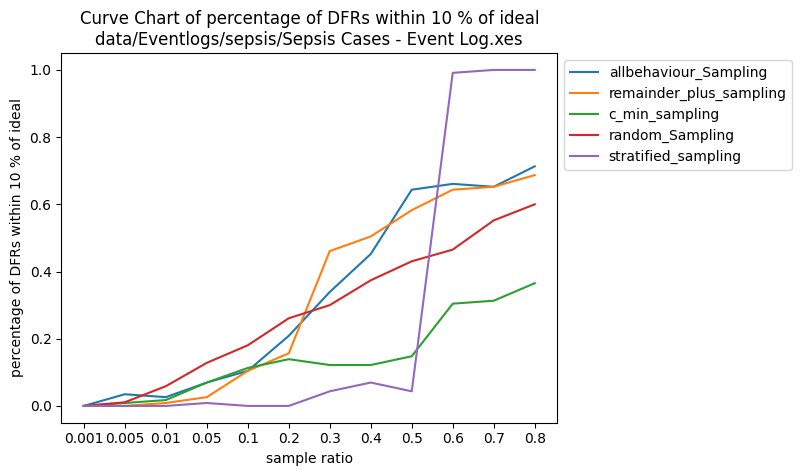 Curve Chart of percentage of DFRs within 10 % of ideal
data/Eventlogs/sepsis/Sepsis Cases - Event Log.xes
percentage of DFRs within 10 % of ideal
1.0
0.8
0.6
0.4
0.2
0.0
0.001 0.005 0.01 0.05 0.1 0.2 0.3 0.4 0.5 0.6 0.7 0.8
sample ratio
allbehaviour_Sampling
remainder_plus_sampling
c_min_sampling
random_Sampling
stratified_sampling